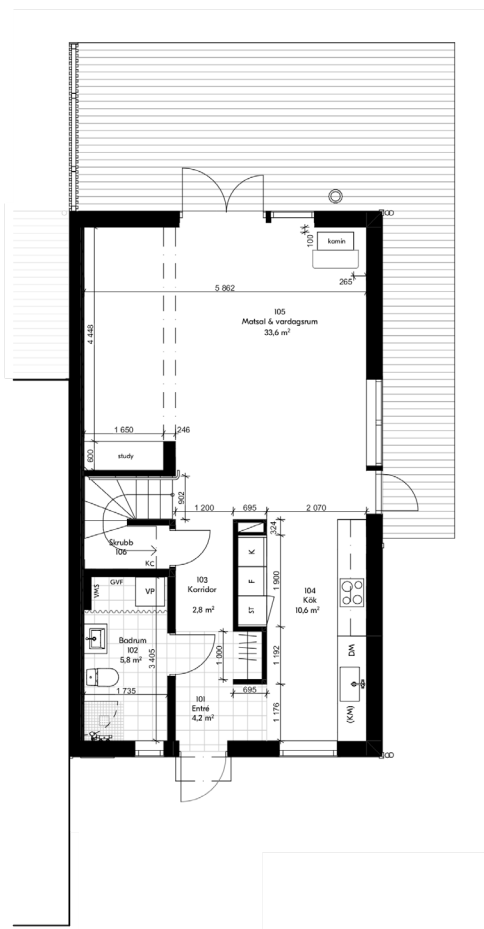 kamin
100
265
5 862
105
Matsal & vardagsrum
33,6 m²
4 448
1 650
246
600
study
902
1 200
695
2 070
324
Skrubb
106
KC
K
F
ST
1 900
103
Korridor
2,8 m²
104
Kök
10,6 m²
VMS
GVF
VP
Badrum
102
5,8 m²
3 405
1 735
1 000
1 192
DM
695
101
Entré
4,2 m²
1 176
(KM)